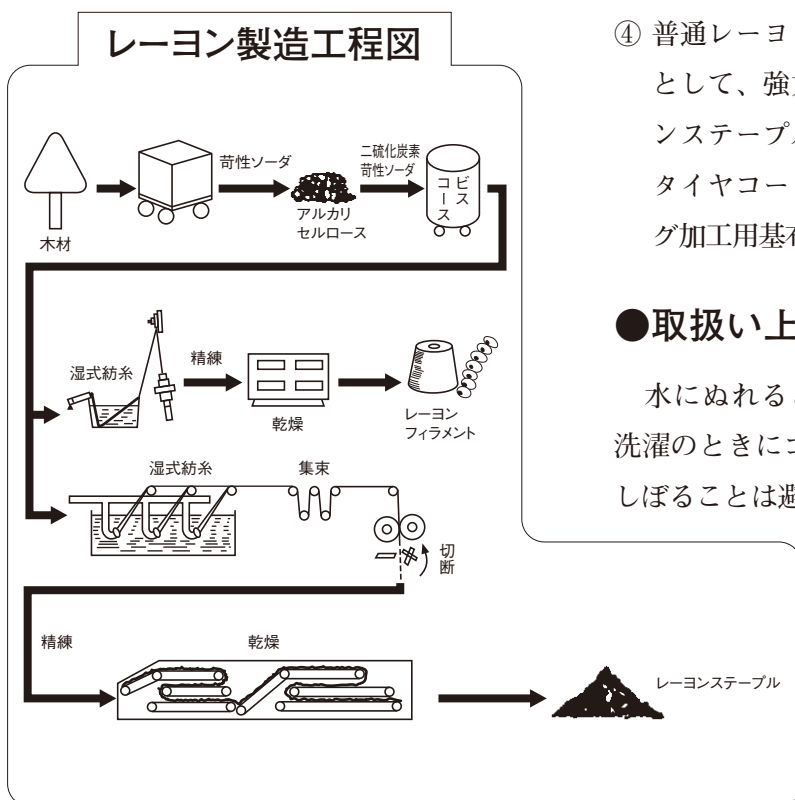 レーヨン製造工程図
苛性ソーダ
二硫化炭素
苛性ソーダ
ビス
コース
アルカリ
セルロース
木材
湿式紡糸
精練
乾燥
レーヨン
フィラメント
湿式紡糸
集束
切断
精練
乾燥
レーヨンステープル
④ 普通レーヨ
として、強
ンステープ
タイヤコー
グ加工用基
●取扱い上
水にぬれる
洗濯のときに
しぼることは